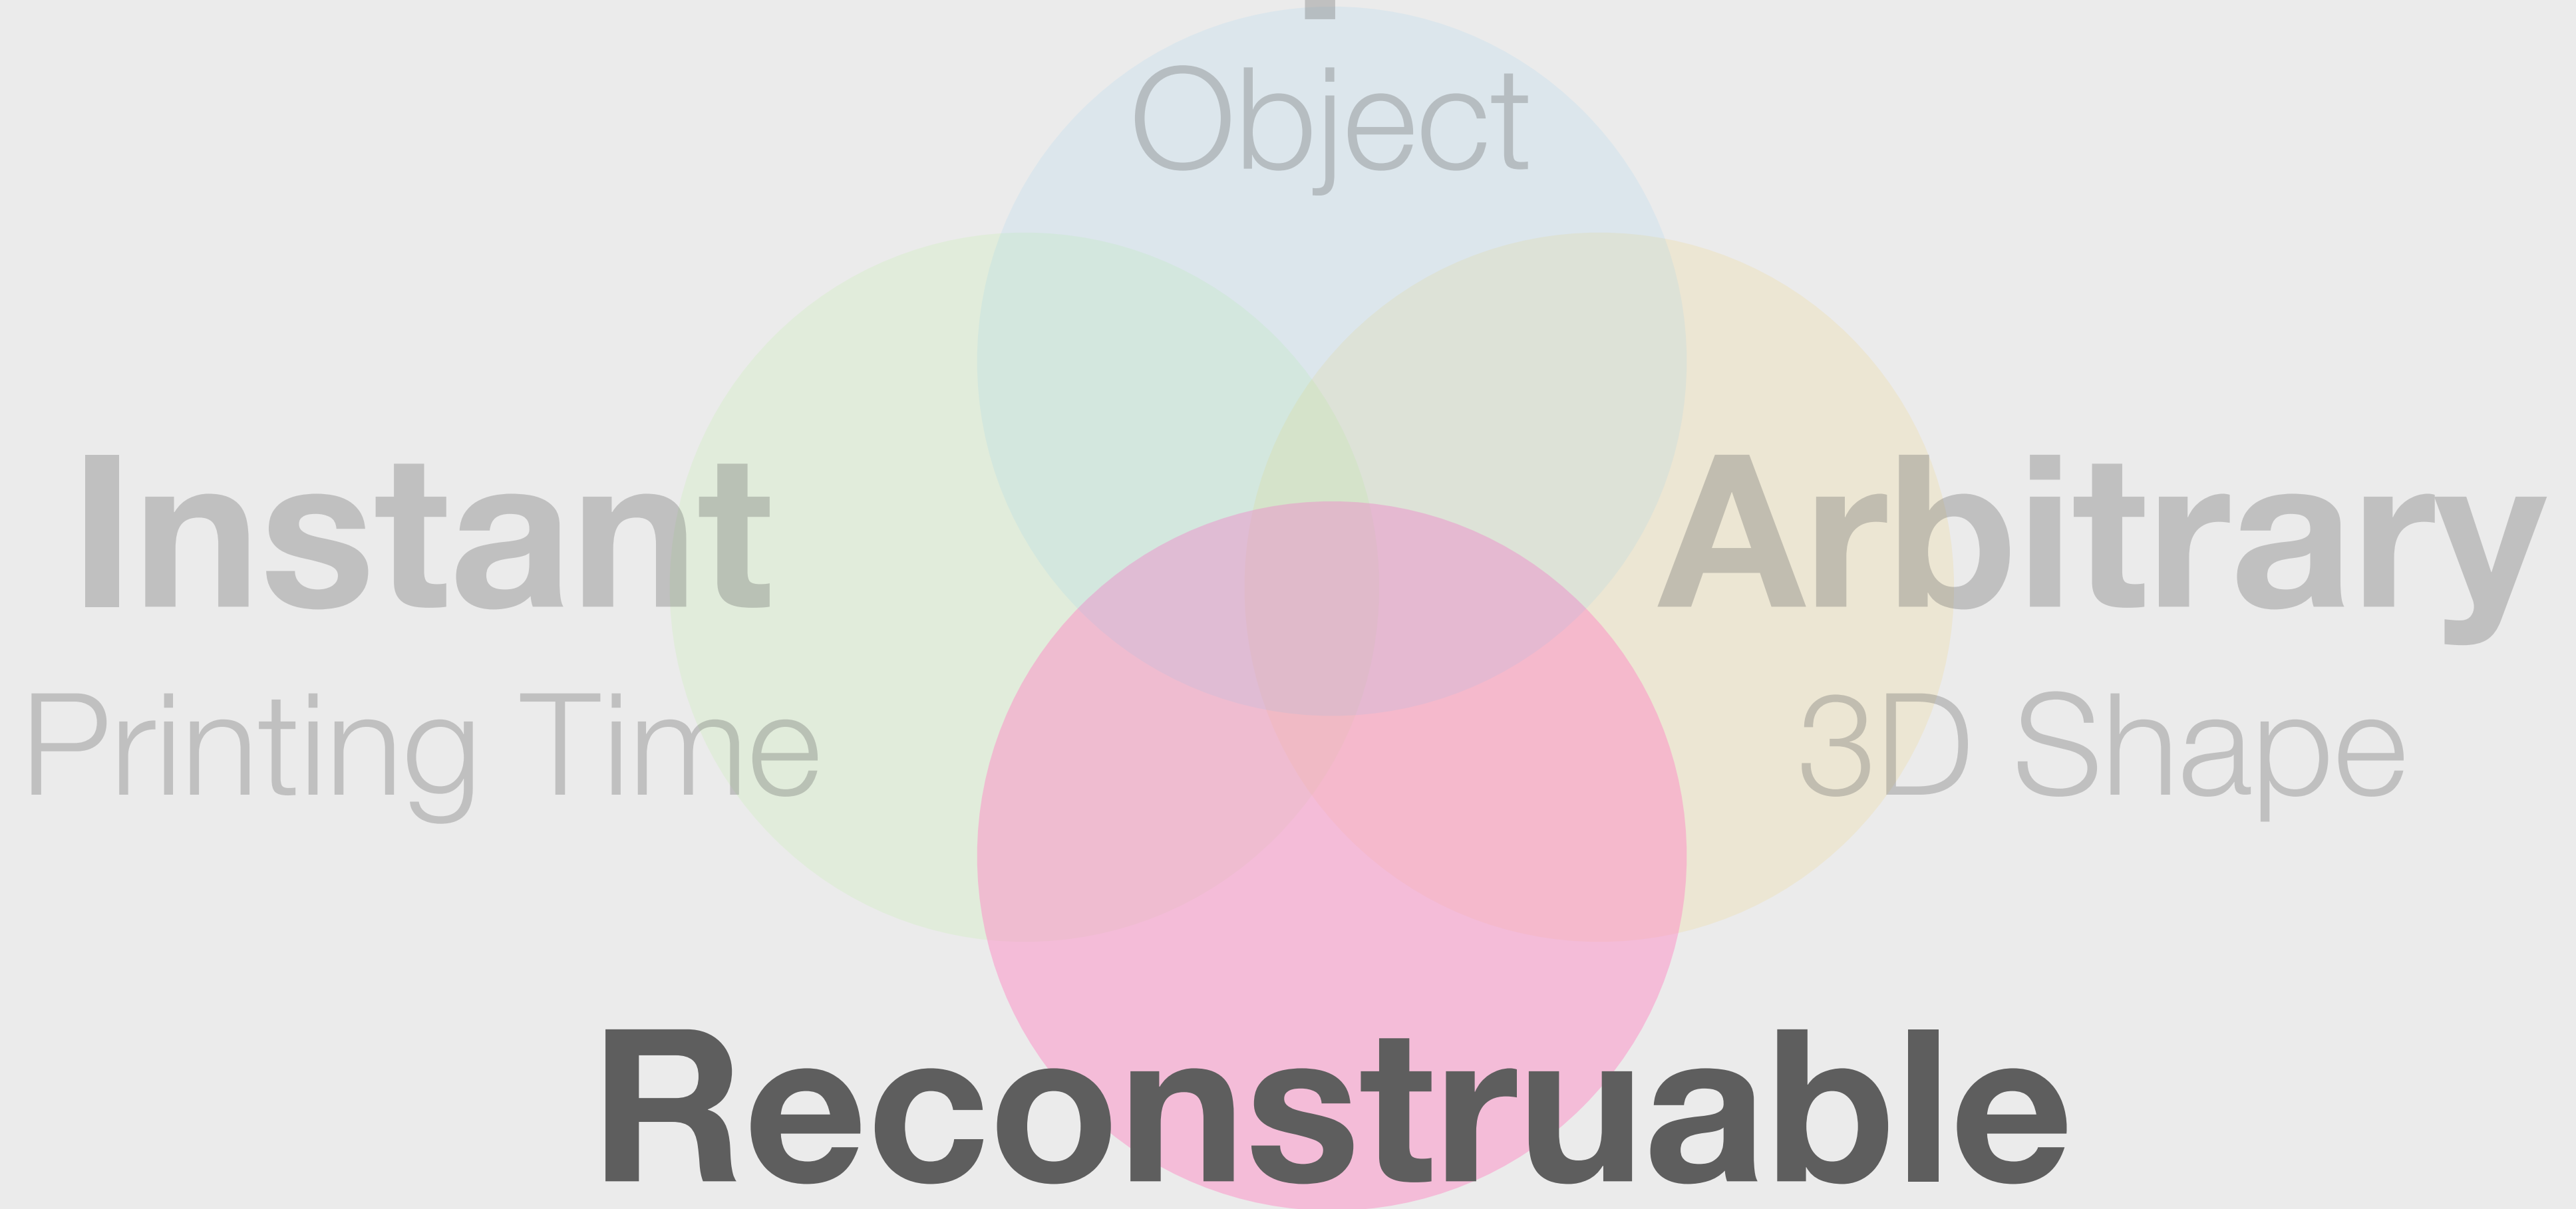 Object
Instant
Arbitrary
Printing Time
3D Shape
Reconstruable